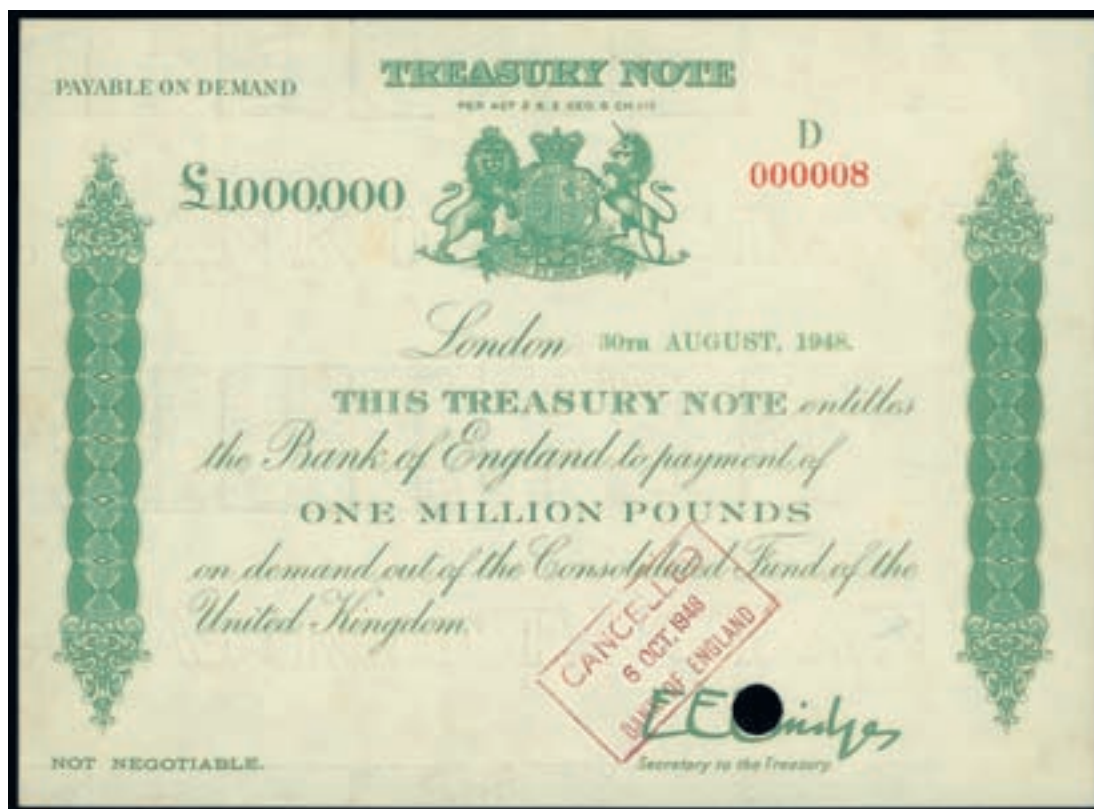 PAYABLE ON DEMAND
TREASURY NOTE
£1,000,000
D
000008
London 30TH AUGUST, 1948.
THIS TREASURY NOTE entitles
the Bank of England to payment of
ONE MILLION POUNDS
on demand out of the Consolidated Fund of the
United Kingdom.
CANCELLED
6 OCT. 1948
BANK OF ENGLAND
E E Bridges
NOT NEGOTIABLE.
Secretary to the Treasury